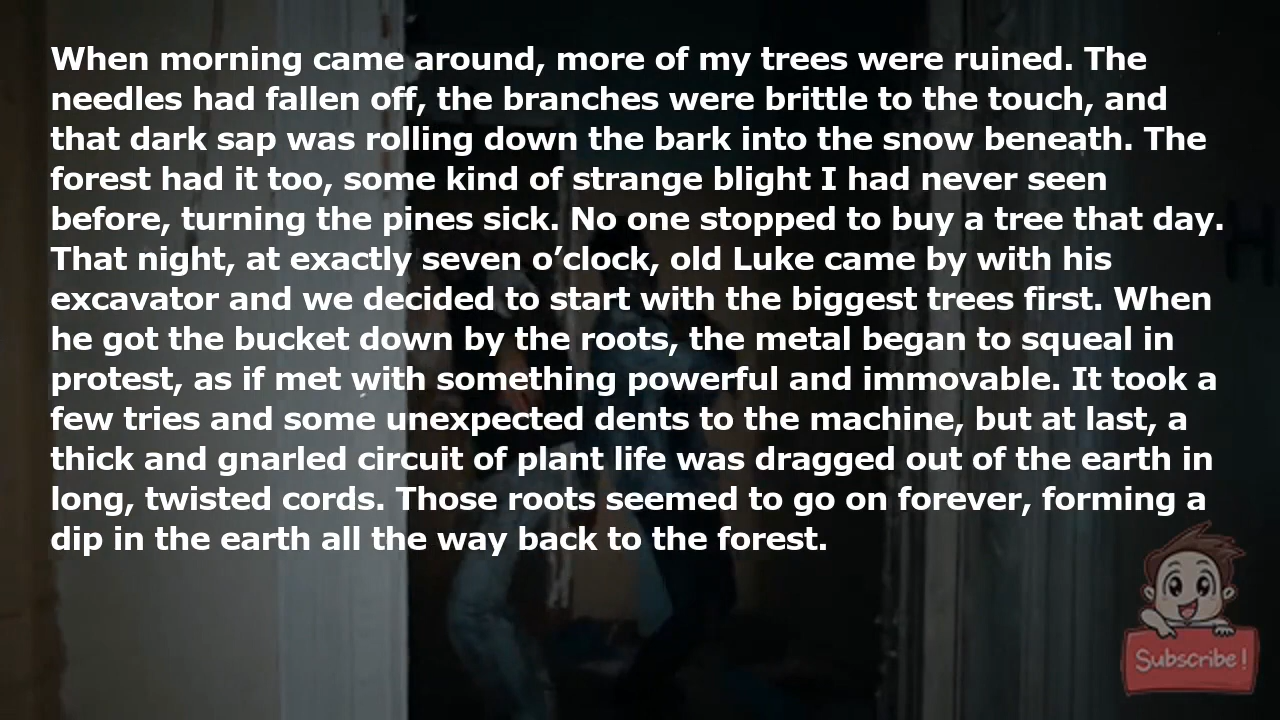 When morning came around, more of my trees were ruined. The
needles had fallen off, the branches were brittle to the touch, and
that dark sap was rolling down the bark into the snow beneath. The
forest had it too, some kind of strange blight I had never seen
before, turning the pines sick. No one stopped to buy a tree that day.
That night, at exactly seven o’clock, old Luke came by with his
excavator and we decided to start with the biggest trees first. When
he got the bucket down by the roots, the metal began to squeal in
protest, as if met with something powerful and immovable. It took a
few tries and some unexpected dents to the machine, but at last, a
thick and gnarled circuit of plant life was dragged out of the earth in
long, twisted cords. Those roots seemed to go on forever, forming a
dip in the earth all the way back to the forest.
Subscribe!